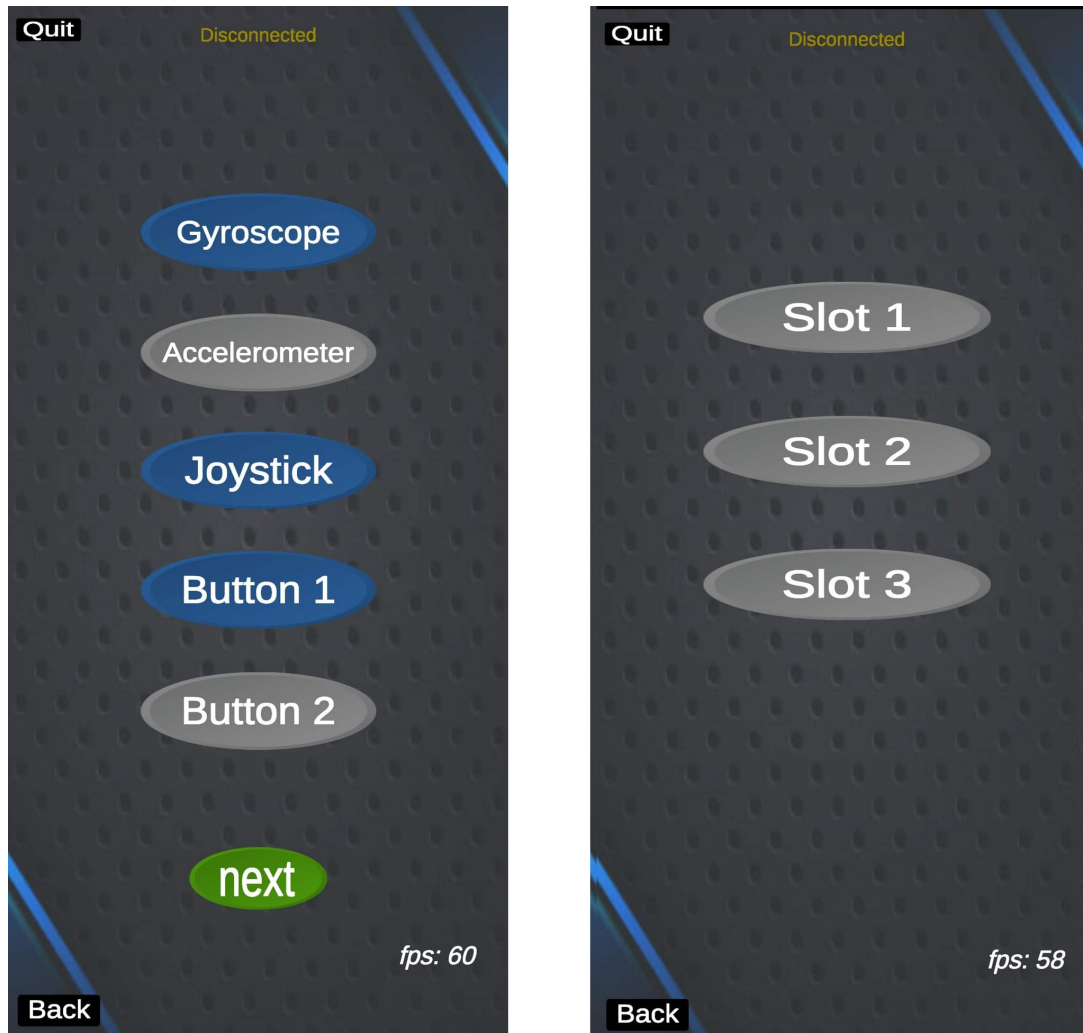 Quit
Disconnected
Gyroscope
Accelerometer
Joystick
Button 1
Button 2
next
fps: 60
Back
Quit
Disconnected
Slot 1
Slot 2
Slot 3
fps: 58
Back